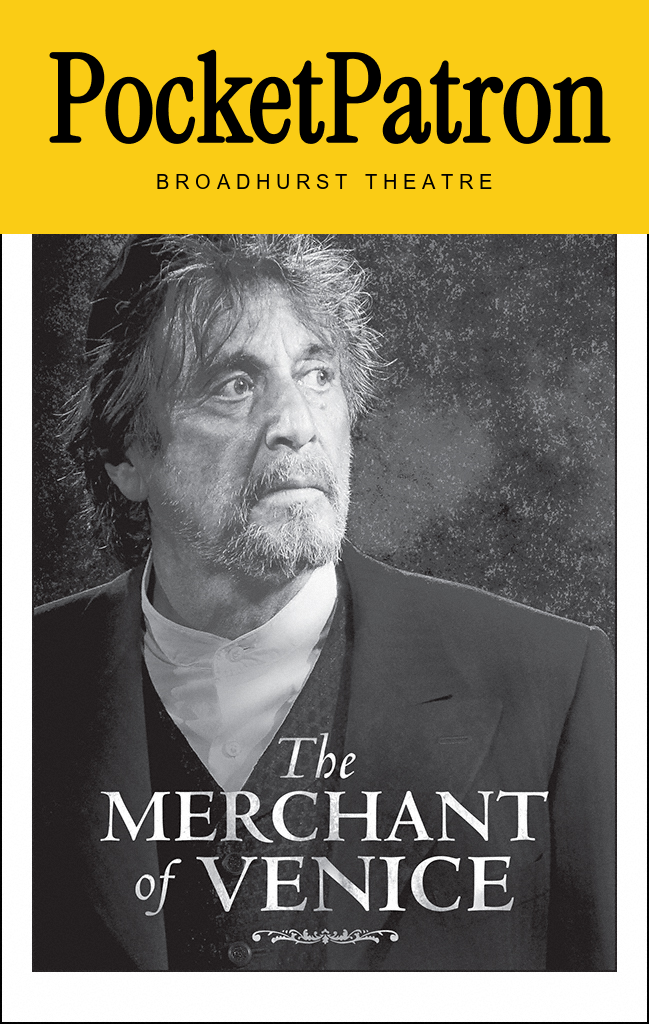 PocketPatron
BROADHURST THEATRE
The
MERCHANT
of VENICE